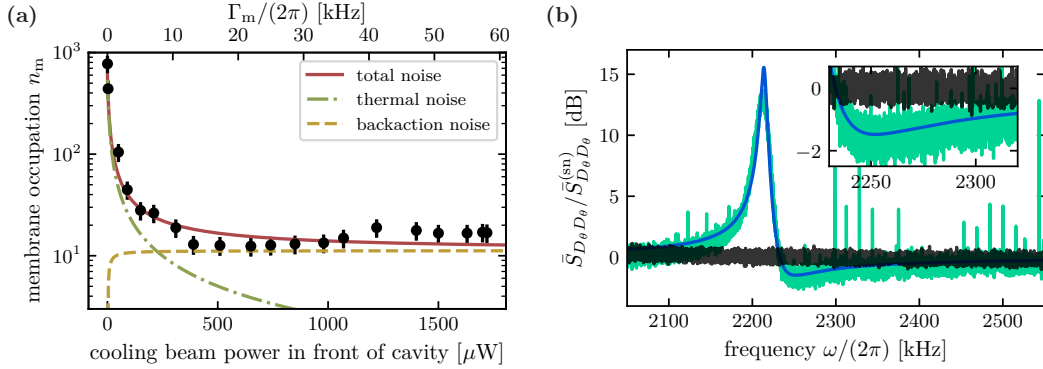 (a)
Γm/(2π) [kHz]
0 10 20 30 40 50 60
10³
10²
10¹
membrane occupation nm
total noise
thermal noise
backaction noise
0 500 1000 1500
cooling beam power in front of cavity [μW]
(b)
15
10
5
0
S̄DθDθ/S̄(sn)DθDθ [dB]
0
−2
2250 2300
2100 2200 2300 2400 2500
frequency ω/(2π) [kHz]